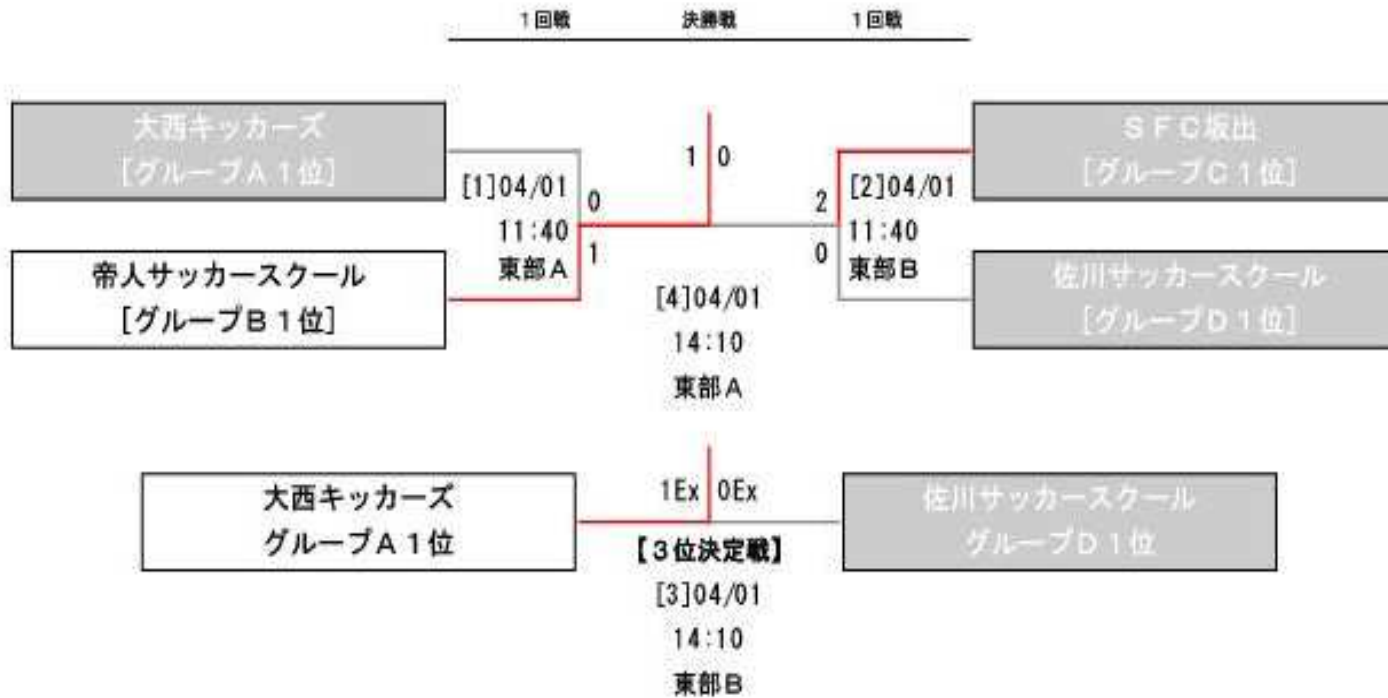 1回戦 決勝戦 1回戦
大西キッカーズ
[グループA1位]
帝人サッカースクール
[グループB1位]
[1]04/01
11:40
東部A
0
1
1 0
[4]04/01
14:10
東部A
2
0
[2]04/01
11:40
東部B
SFC坂出
[グループC1位]
佐川サッカースクール
[グループD1位]
大西キッカーズ
グループA1位
1Ex 0Ex
【3位決定戦】
[3]04/01
14:10
東部B
佐川サッカースクール
グループD1位